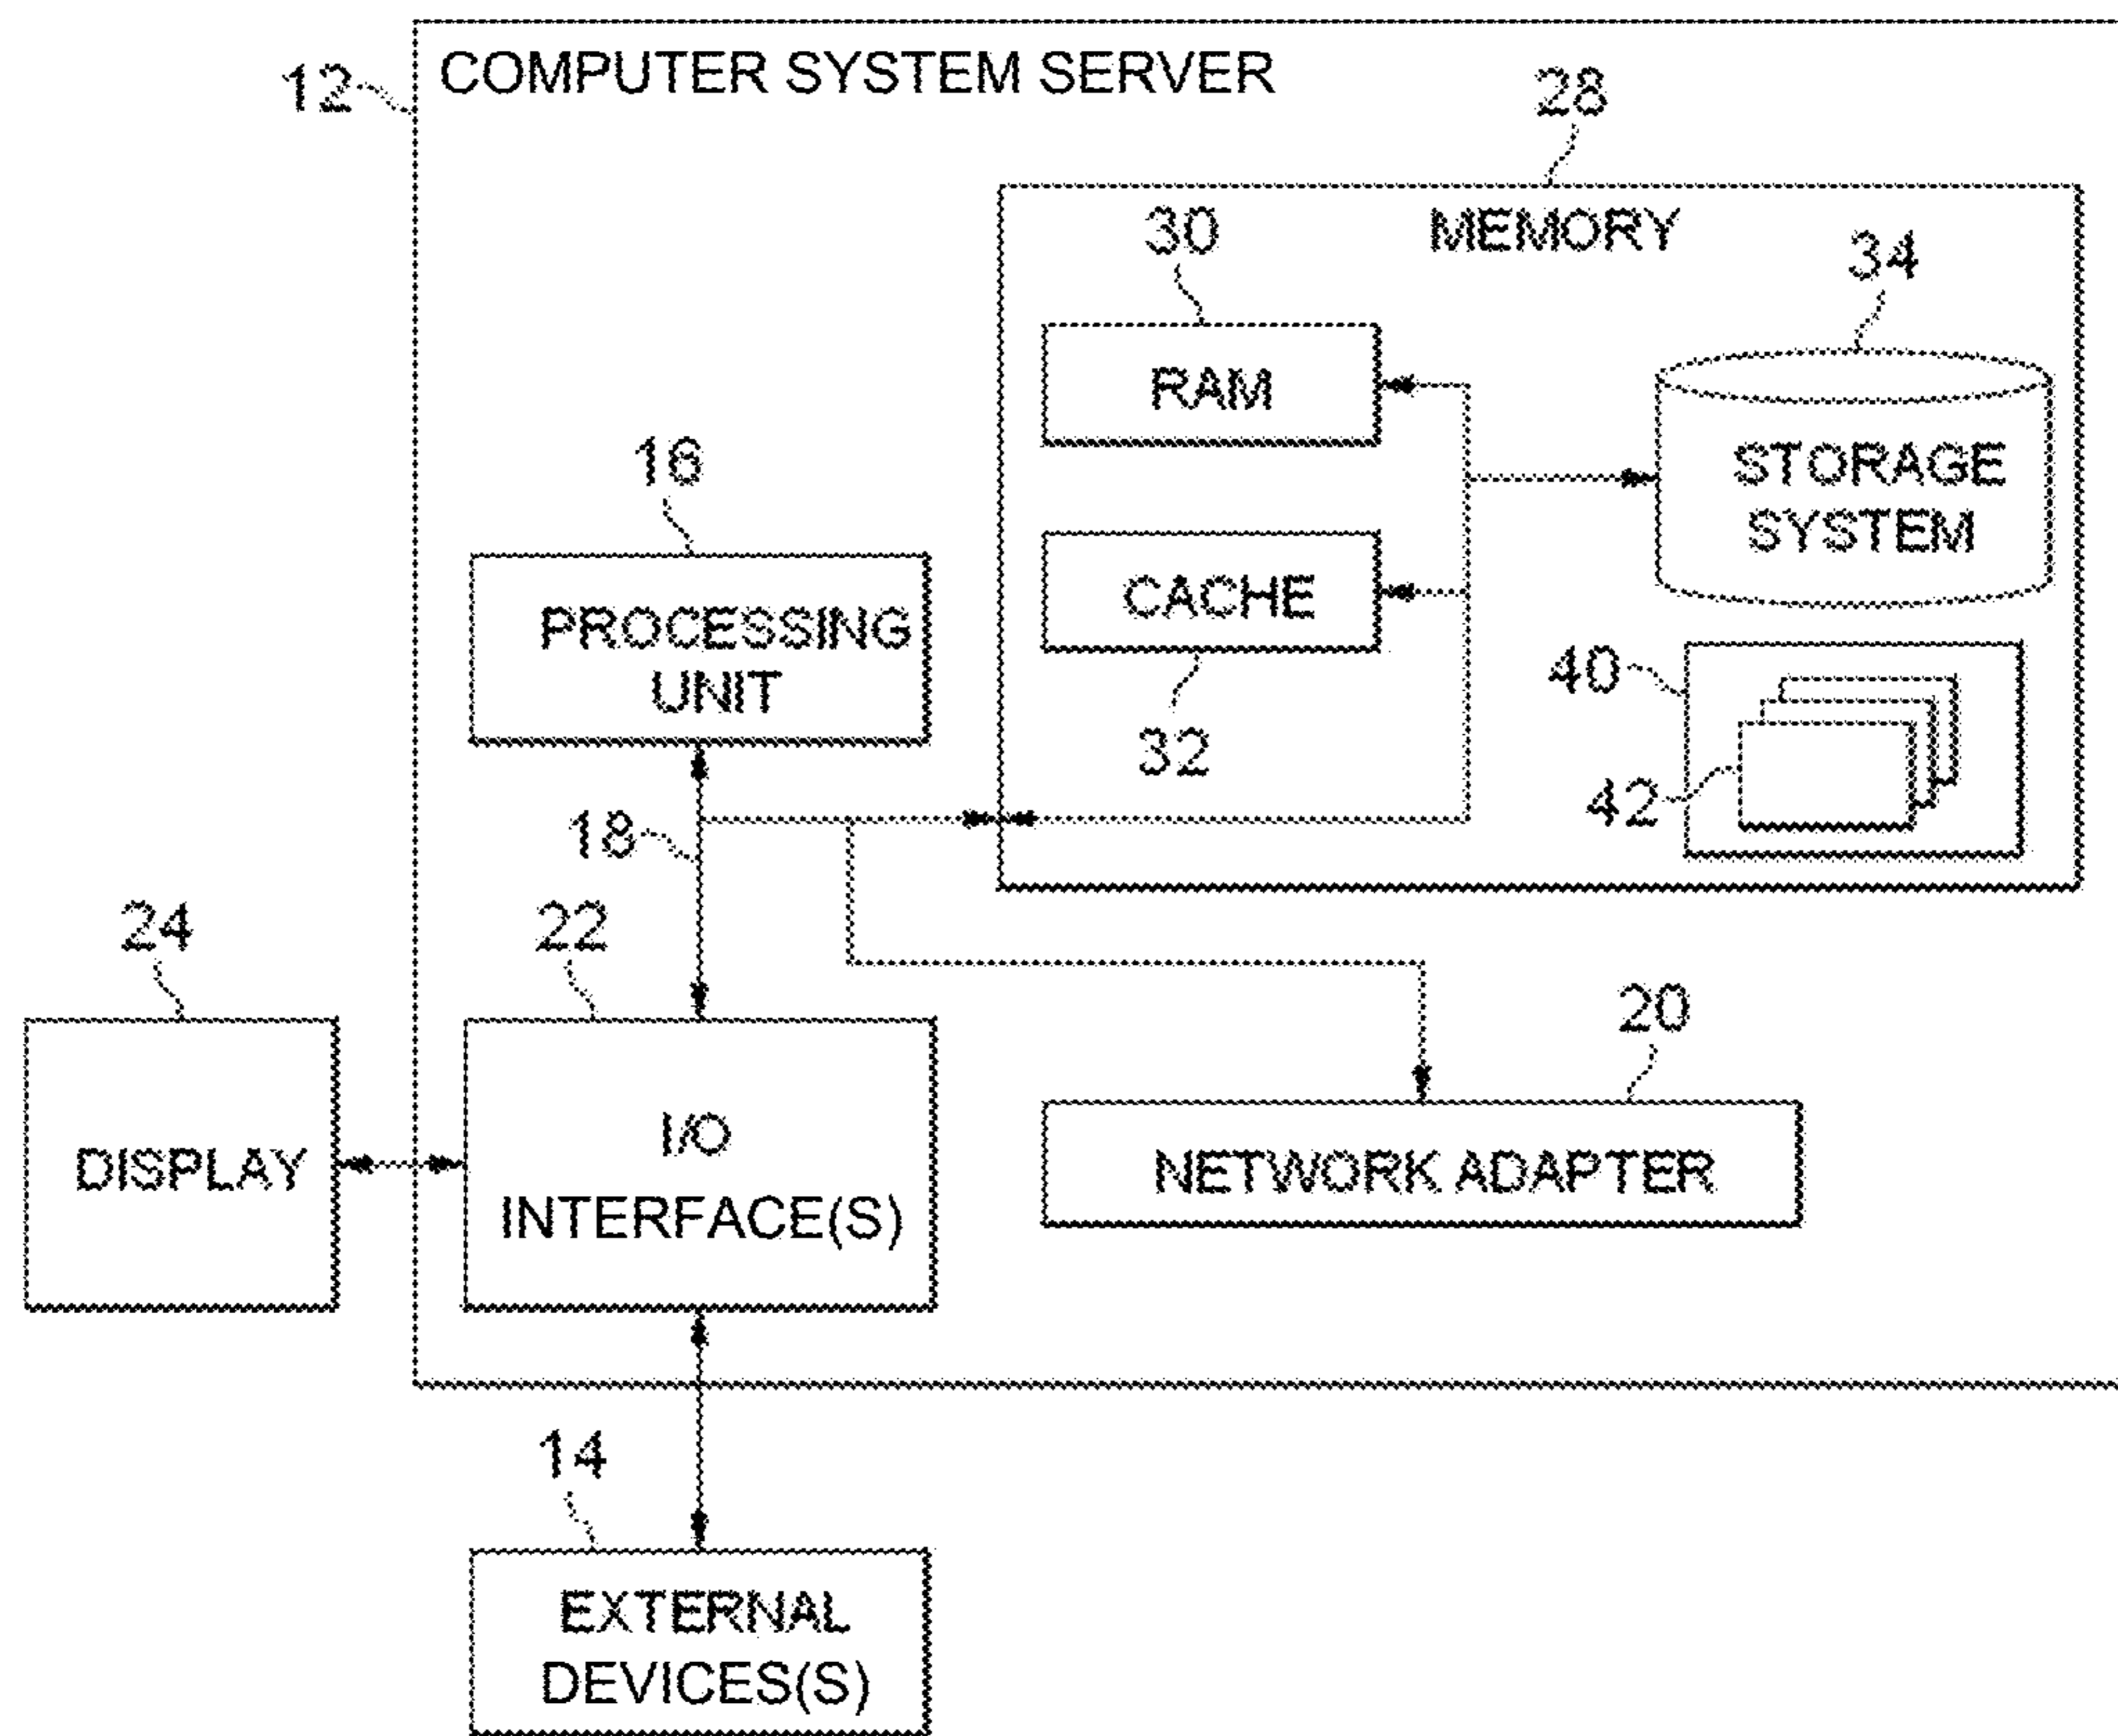 12
COMPUTER SYSTEM SERVER
28
MEMORY
30
34
RAM
STORAGE
SYSTEM
16
PROCESSING
UNIT
CACHE
32
40
42
18
24
22
20
DISPLAY
I/O
INTERFACE(S)
NETWORK ADAPTER
14
EXTERNAL
DEVICES(S)